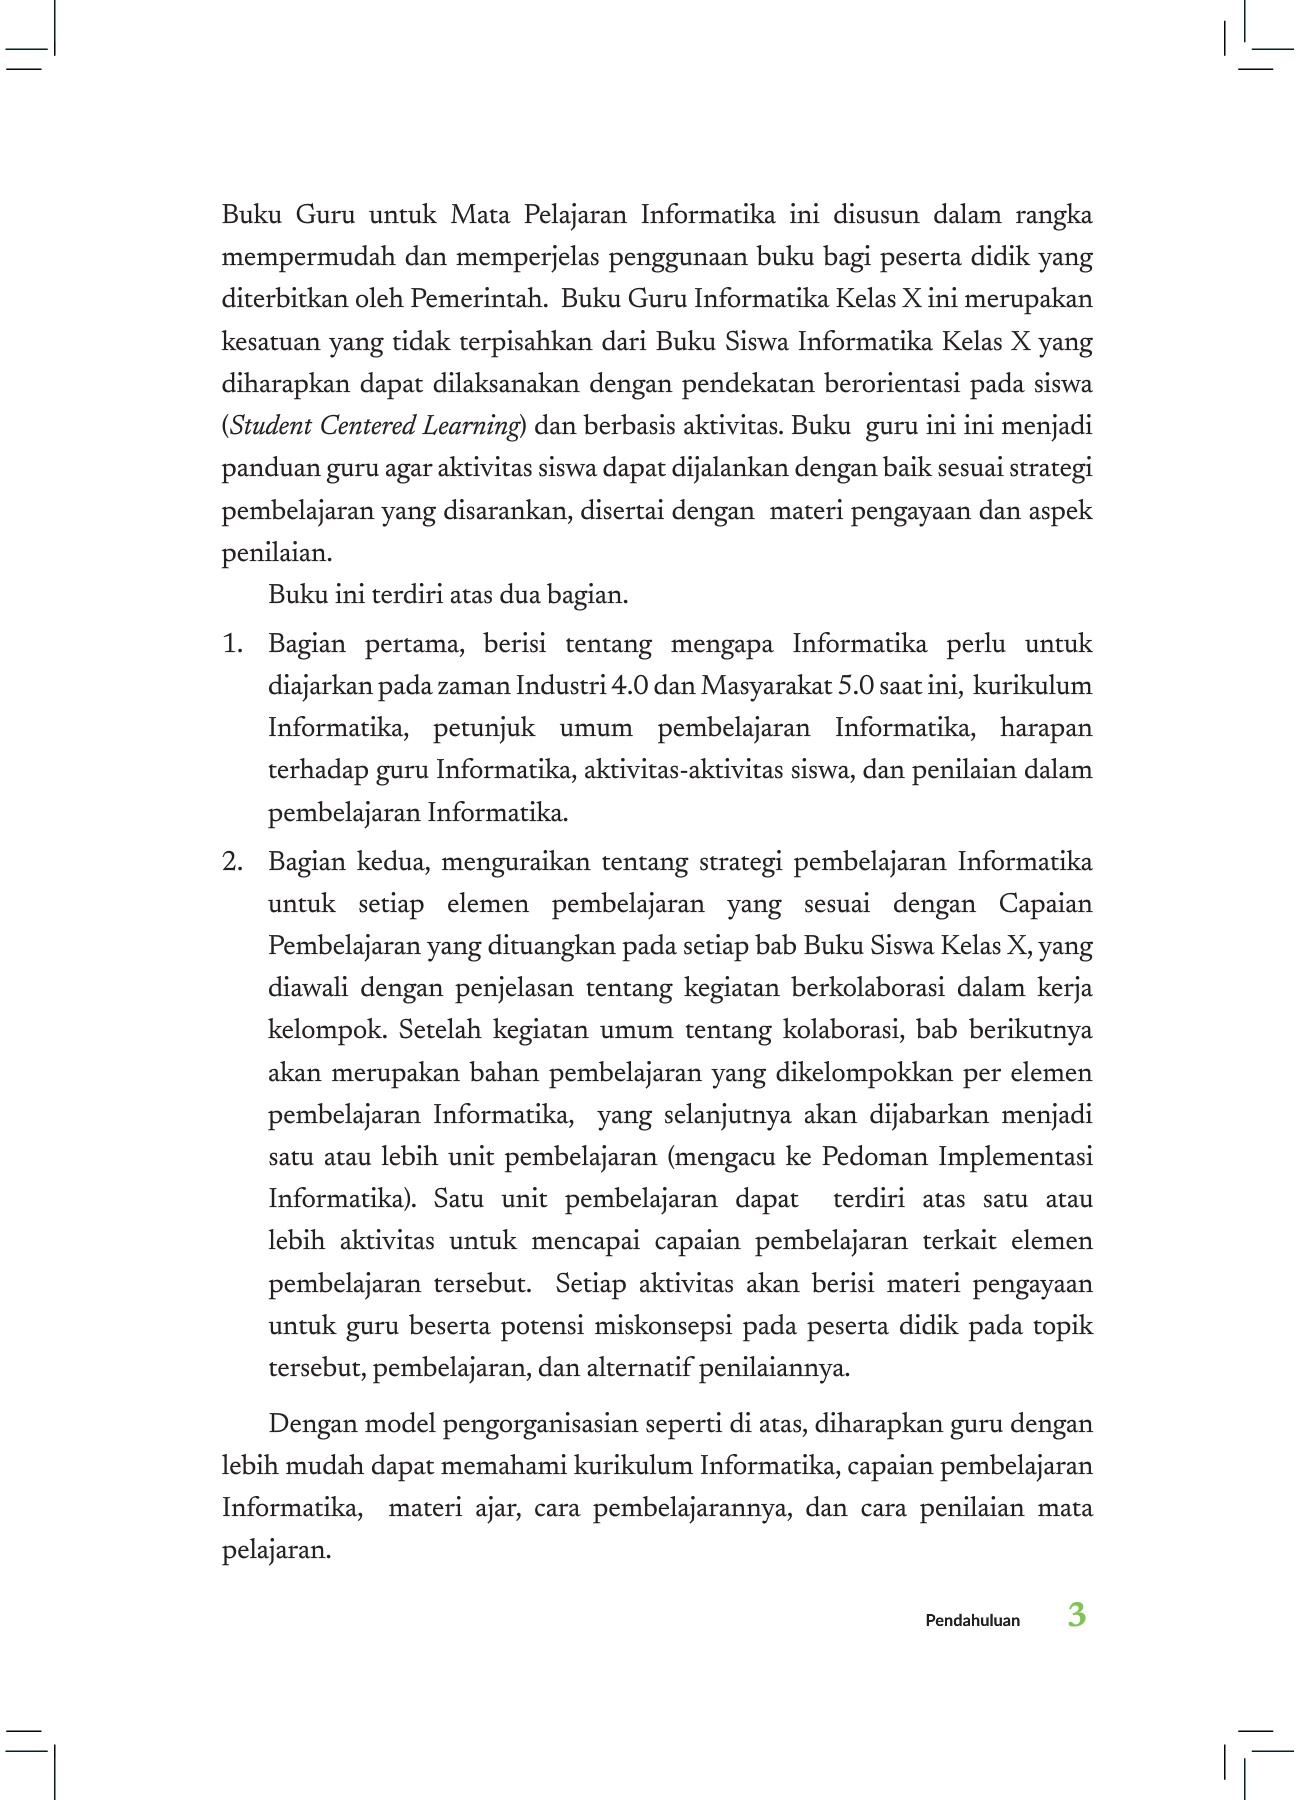 Buku Guru untuk Mata Pelajaran Informatika ini disusun dalam rangka
mempermudah dan memperjelas penggunaan buku bagi peserta didik yang
diterbitkan oleh Pemerintah. Buku Guru Informatika Kelas X ini merupakan
kesatuan yang tidak terpisahkan dari Buku Siswa Informatika Kelas X yang
diharapkan dapat dilaksanakan dengan pendekatan berorientasi pada siswa
(Student Centered Learning) dan berbasis aktivitas. Buku guru ini ini menjadi
panduan guru agar aktivitas siswa dapat dijalankan dengan baik sesuai strategi
pembelajaran yang disarankan, disertai dengan materi pengayaan dan aspek
penilaian.
Buku ini terdiri atas dua bagian.
1. Bagian pertama, berisi tentang mengapa Informatika perlu untuk
diajarkan pada zaman Industri 4.0 dan Masyarakat 5.0 saat ini, kurikulum
Informatika, petunjuk umum pembelajaran Informatika, harapan
terhadap guru Informatika, aktivitas-aktivitas siswa, dan penilaian dalam
pembelajaran Informatika.
2. Bagian kedua, menguraikan tentang strategi pembelajaran Informatika
untuk setiap elemen pembelajaran yang sesuai dengan Capaian
Pembelajaran yang dituangkan pada setiap bab Buku Siswa Kelas X, yang
diawali dengan penjelasan tentang kegiatan berkolaborasi dalam kerja
kelompok. Setelah kegiatan umum tentang kolaborasi, bab berikutnya
akan merupakan bahan pembelajaran yang dikelompokkan per elemen
pembelajaran Informatika, yang selanjutnya akan dijabarkan menjadi
satu atau lebih unit pembelajaran (mengacu ke Pedoman Implementasi
Informatika). Satu unit pembelajaran dapat terdiri atas satu atau
lebih aktivitas untuk mencapai capaian pembelajaran terkait elemen
pembelajaran tersebut. Setiap aktivitas akan berisi materi pengayaan
untuk guru beserta potensi miskonsepsi pada peserta didik pada topik
tersebut, pembelajaran, dan alternatif penilaiannya.
Dengan model pengorganisasian seperti di atas, diharapkan guru dengan
lebih mudah dapat memahami kurikulum Informatika, capaian pembelajaran
Informatika, materi ajar, cara pembelajarannya, dan cara penilaian mata
pelajaran.
Pendahuluan 3